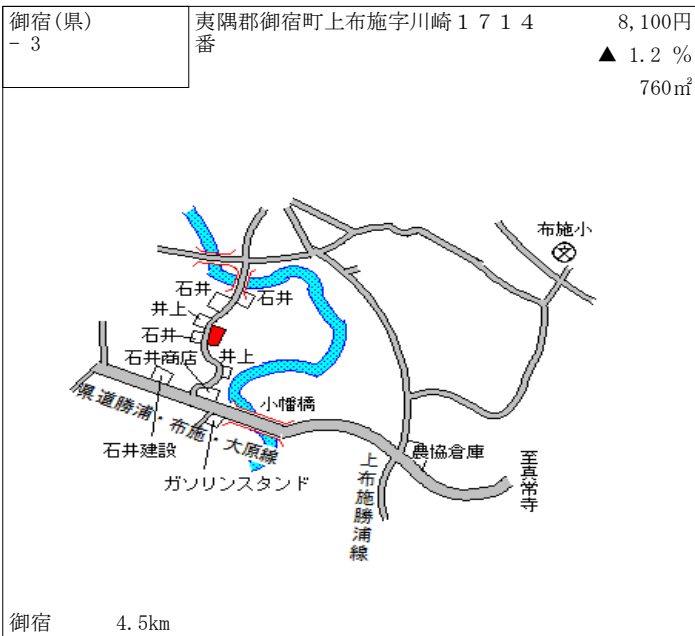 御宿(県)
－ 3
夷隅郡御宿町上布施字川崎１７１４
番
8,100円
▲ 1.2 %
760㎡
布施小
文
石井
石井
井上
石井
石井商店
井上
小幡橋
県道勝浦・布施・大原線
石井建設
ガソリンスタンド
農協倉庫
上布施勝浦線
至真常寺
御宿 4.5km